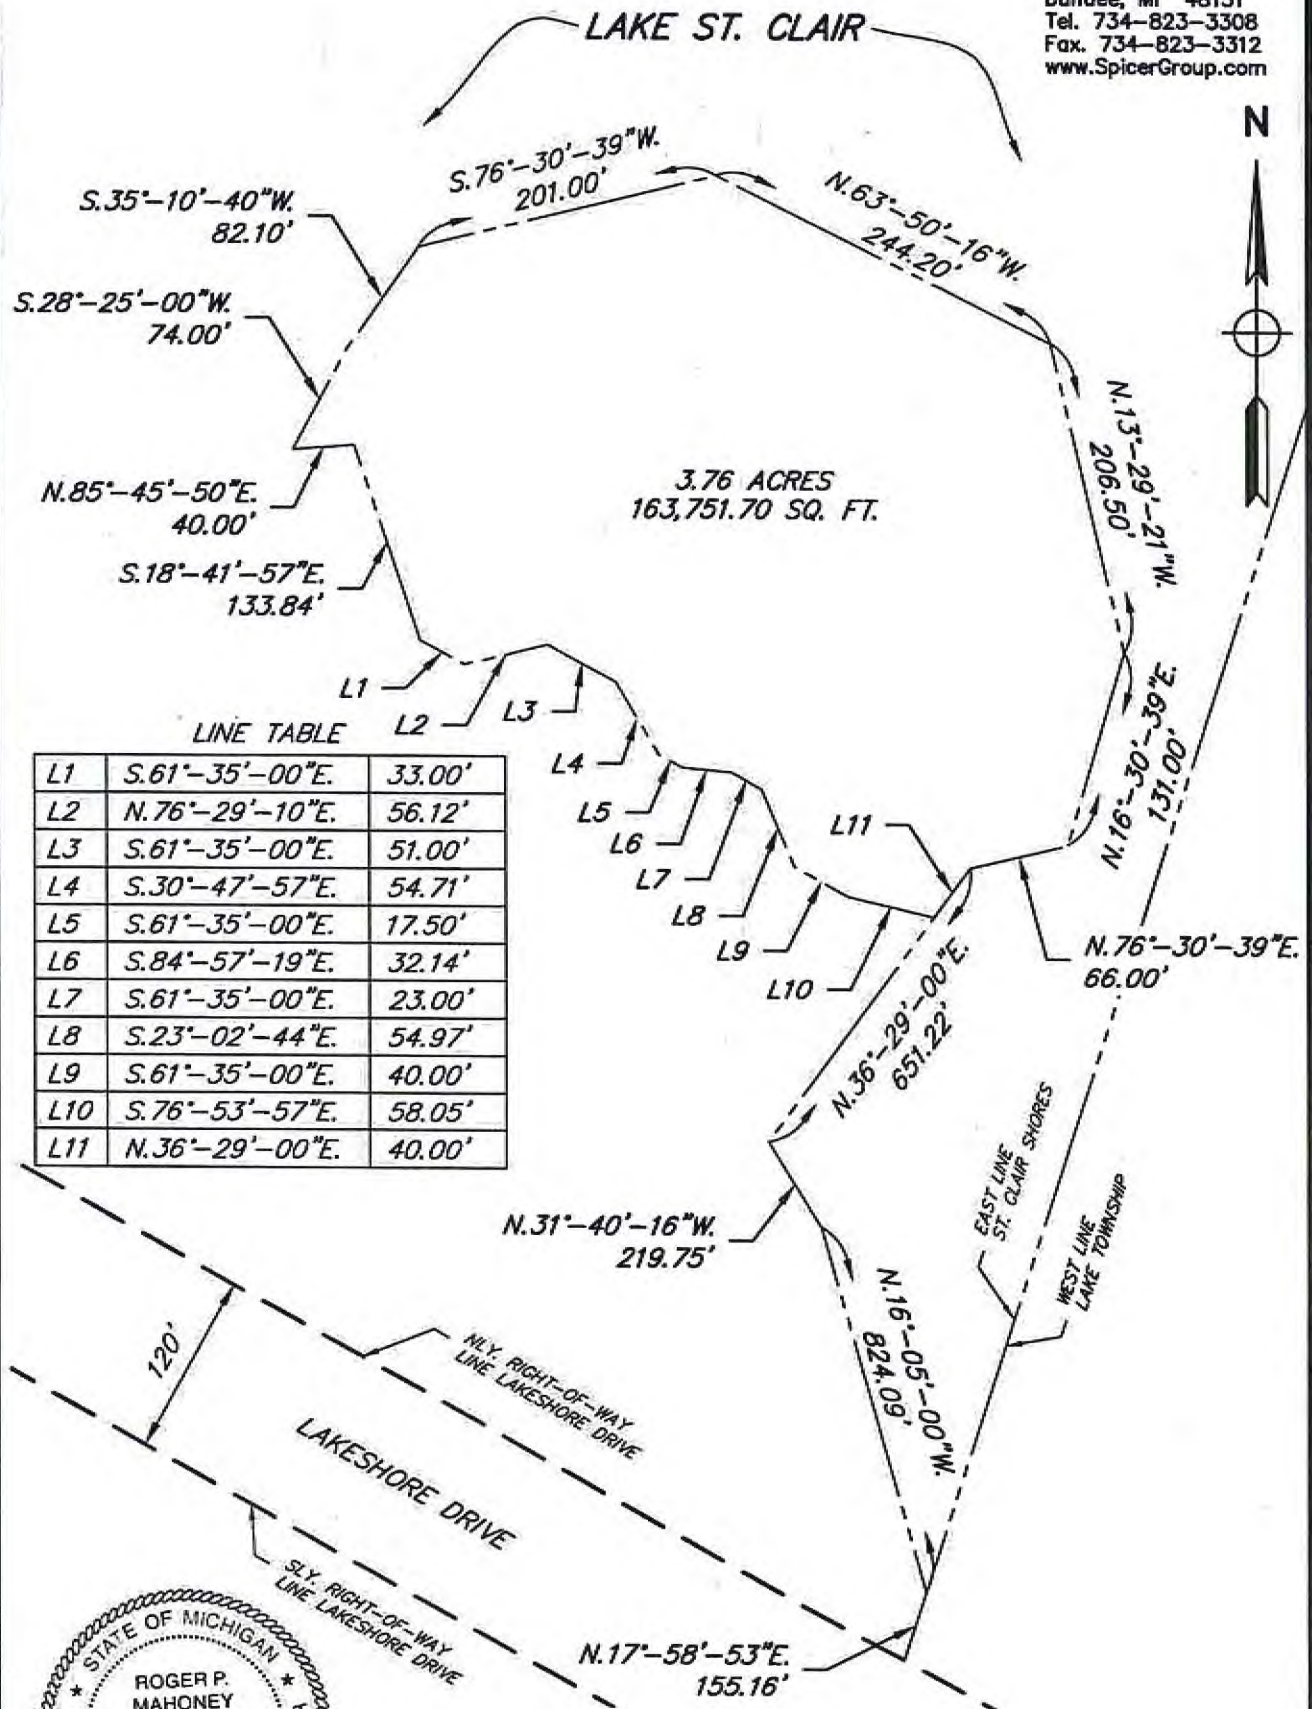 Dundee, MI 48131
Tel. 734-823-3308
Fax. 734-823-3312
www.SpicerGroup.com
LAKE ST. CLAIR
N
S.76°-30'-39"W.
201.00'
N.63°-50'-16"W.
244.20'
S.35°-10'-40"W.
82.10'
S.28°-25'-00"W.
74.00'
N.13°-29'-21"W.
206.50'
N.85°-45'-50"E.
40.00'
3.76 ACRES
163,751.70 SQ. FT.
S.18°-41'-57"E.
133.84'
N.16°-30'-39"E.
131.00'
L1
L2
L3
L4
L5
L6
L7
L8
L9
L10
L11
LINE TABLE
L1 S.61°-35'-00"E. 33.00'
L2 N.76°-29'-10"E. 56.12'
L3 S.61°-35'-00"E. 51.00'
L4 S.30°-47'-57"E. 54.71'
L5 S.61°-35'-00"E. 17.50'
L6 S.84°-57'-19"E. 32.14'
L7 S.61°-35'-00"E. 23.00'
L8 S.23°-02'-44"E. 54.97'
L9 S.61°-35'-00"E. 40.00'
L10 S.76°-53'-57"E. 58.05'
L11 N.36°-29'-00"E. 40.00'
N.76°-30'-39"E.
66.00'
N.36°-29'-00"E.
651.22'
EAST LINE
ST. CLAIR SHORES
WEST LINE
LAKE TOWNSHIP
N.31°-40'-16"W.
219.75'
N.16°-05'-00"W.
824.09'
120'
NLY. RIGHT-OF-WAY
LINE LAKESHORE DRIVE
LAKESHORE DRIVE
SLY. RIGHT-OF-WAY
LINE LAKESHORE DRIVE
N.17°-58'-53"E.
155.16'
* STATE OF MICHIGAN *
ROGER P.
MAHONEY